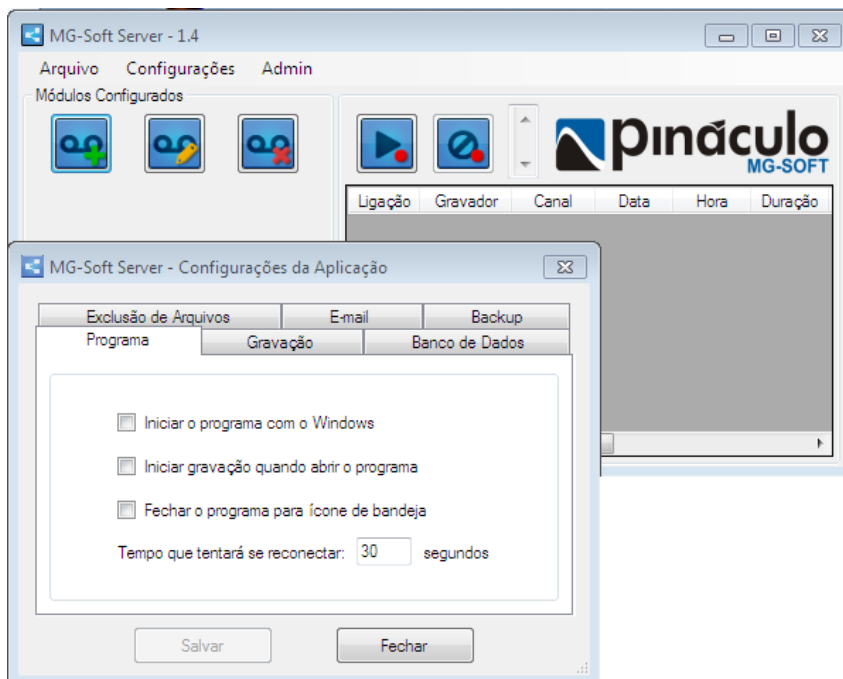 MG-Soft Server - 1.4
Arquivo Configurações Admin
Módulos Configurados
pináculo
MG-SOFT
Ligação Gravador Canal Data Hora Duração
MG-Soft Server - Configurações da Aplicação
Exclusão de Arquivos E-mail Backup
Programa Gravação Banco de Dados
Iniciar o programa com o Windows
Iniciar gravação quando abrir o programa
Fechar o programa para ícone de bandeja
Tempo que tentará se reconectar: 30 segundos
Salvar Fechar